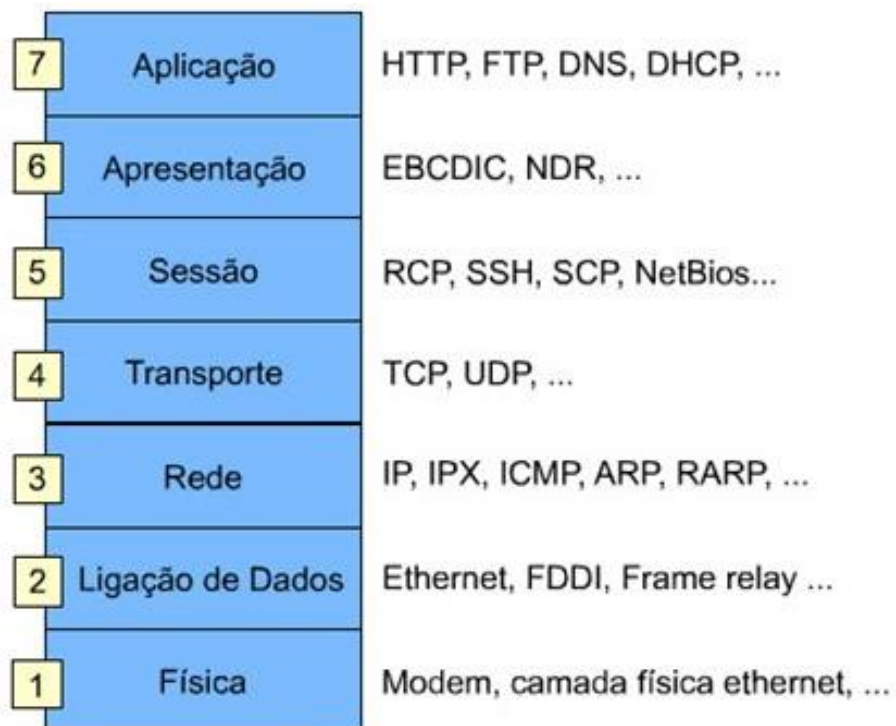 7 Aplicação HTTP, FTP, DNS, DHCP, ...
6 Apresentação EBCDIC, NDR, ...
5 Sessão RCP, SSH, SCP, NetBios...
4 Transporte TCP, UDP, ...
3 Rede IP, IPX, ICMP, ARP, RARP, ...
2 Ligação de Dados Ethernet, FDDI, Frame relay ...
1 Física Modem, camada física ethernet, ...